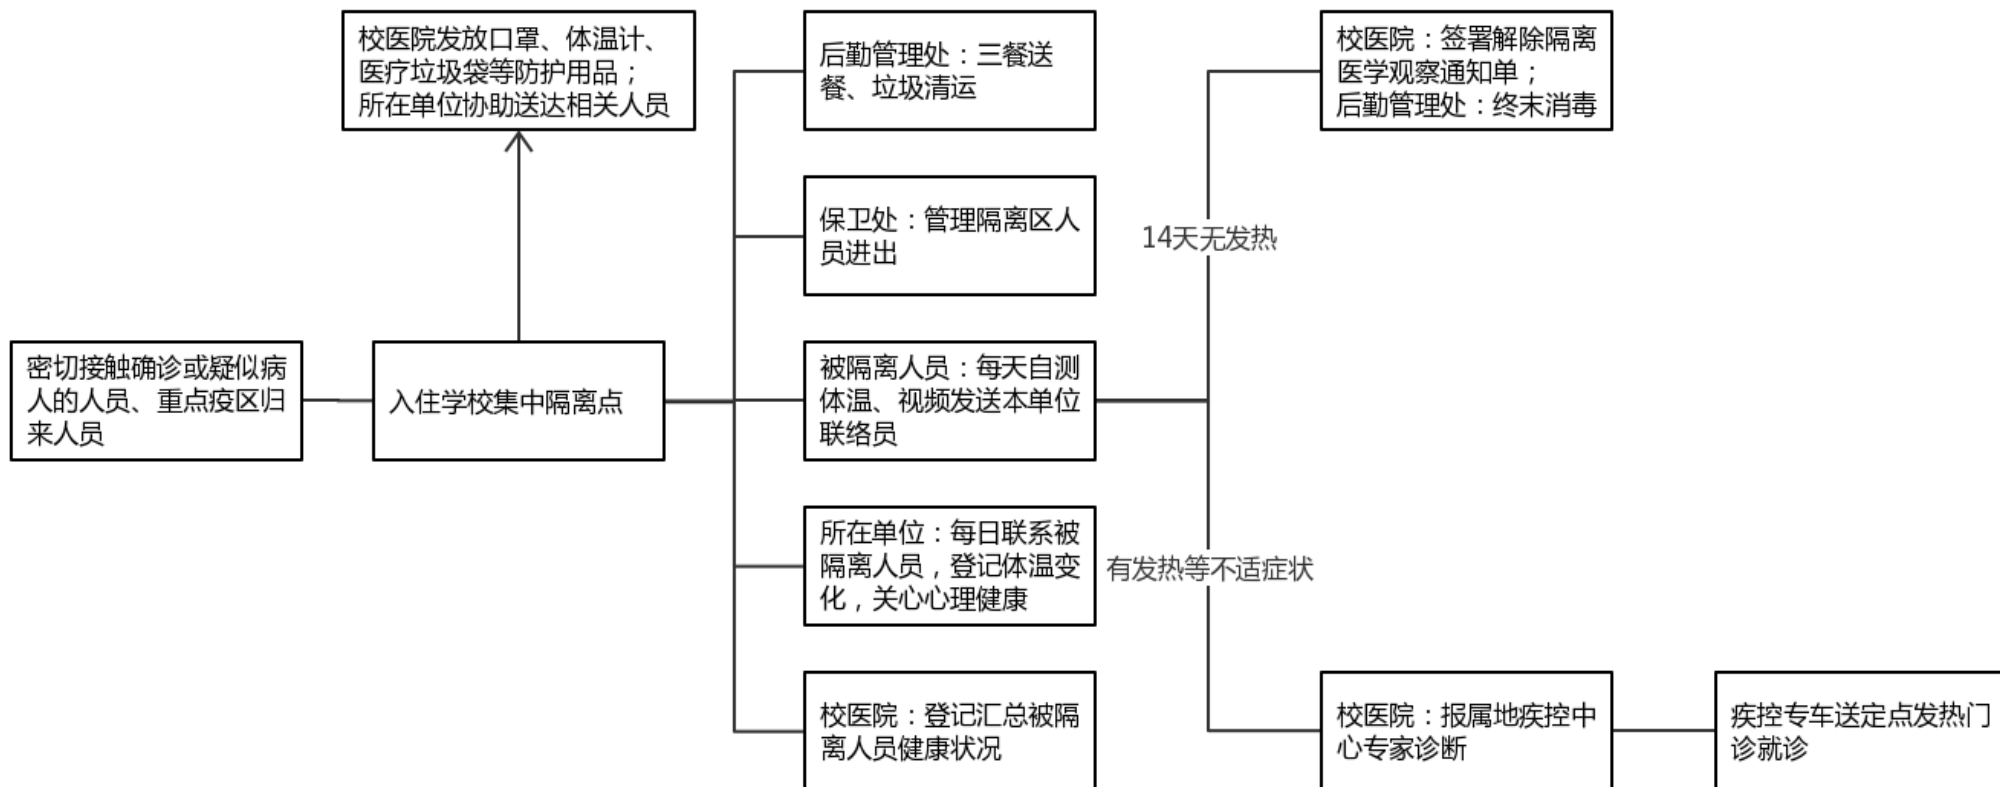 校医院发放口罩、体温计、
医疗垃圾袋等防护用品；
所在单位协助送达相关人员
后勤管理处：三餐送
餐、垃圾清运
校医院：签署解除隔离
医学观察通知单；
后勤管理处：终末消毒
保卫处：管理隔离区人
员进出
14天无发热
密切接触确诊或疑似病
人的人员、重点疫区归
来人员
入住学校集中隔离点
被隔离人员：每天自测
体温、视频发送本单位
联络员
所在单位：每日联系被
隔离人员，登记体温变
化，关心心理健康
有发热等不适症状
校医院：登记汇总被隔
离人员健康状况
校医院：报属地疾控中
心专家诊断
疾控专车送定点发热门
诊就诊